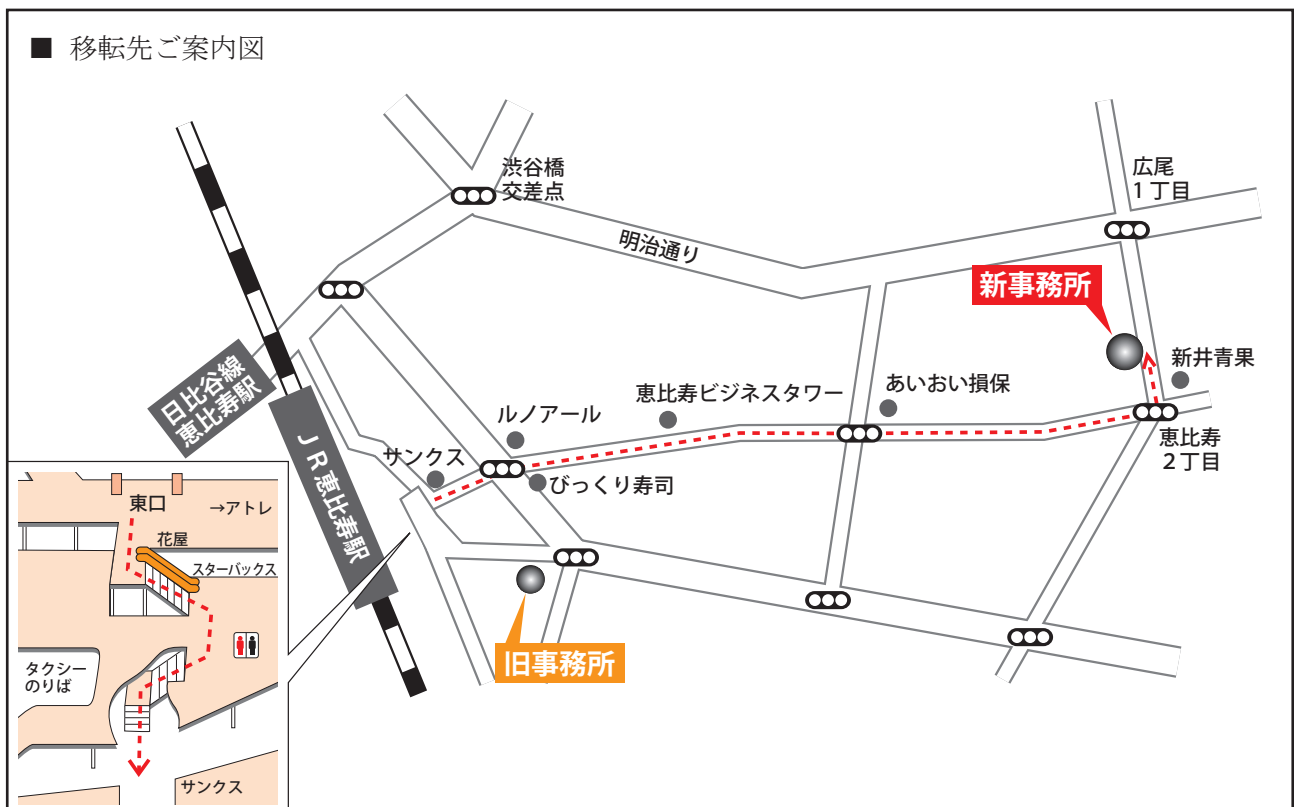 ■ 移転先ご案内図
渋谷橋
交差点
広尾
1丁目
明治通り
新事務所
新井青果
日比谷線
恵比寿駅
恵比寿ビジネスタワー
あいおい損保
ルノアール
JR恵比寿駅
サンクス
びっくり寿司
恵比寿
2丁目
旧事務所
東口
→アトレ
花屋
スターバックス
タクシー
のりば
サンクス